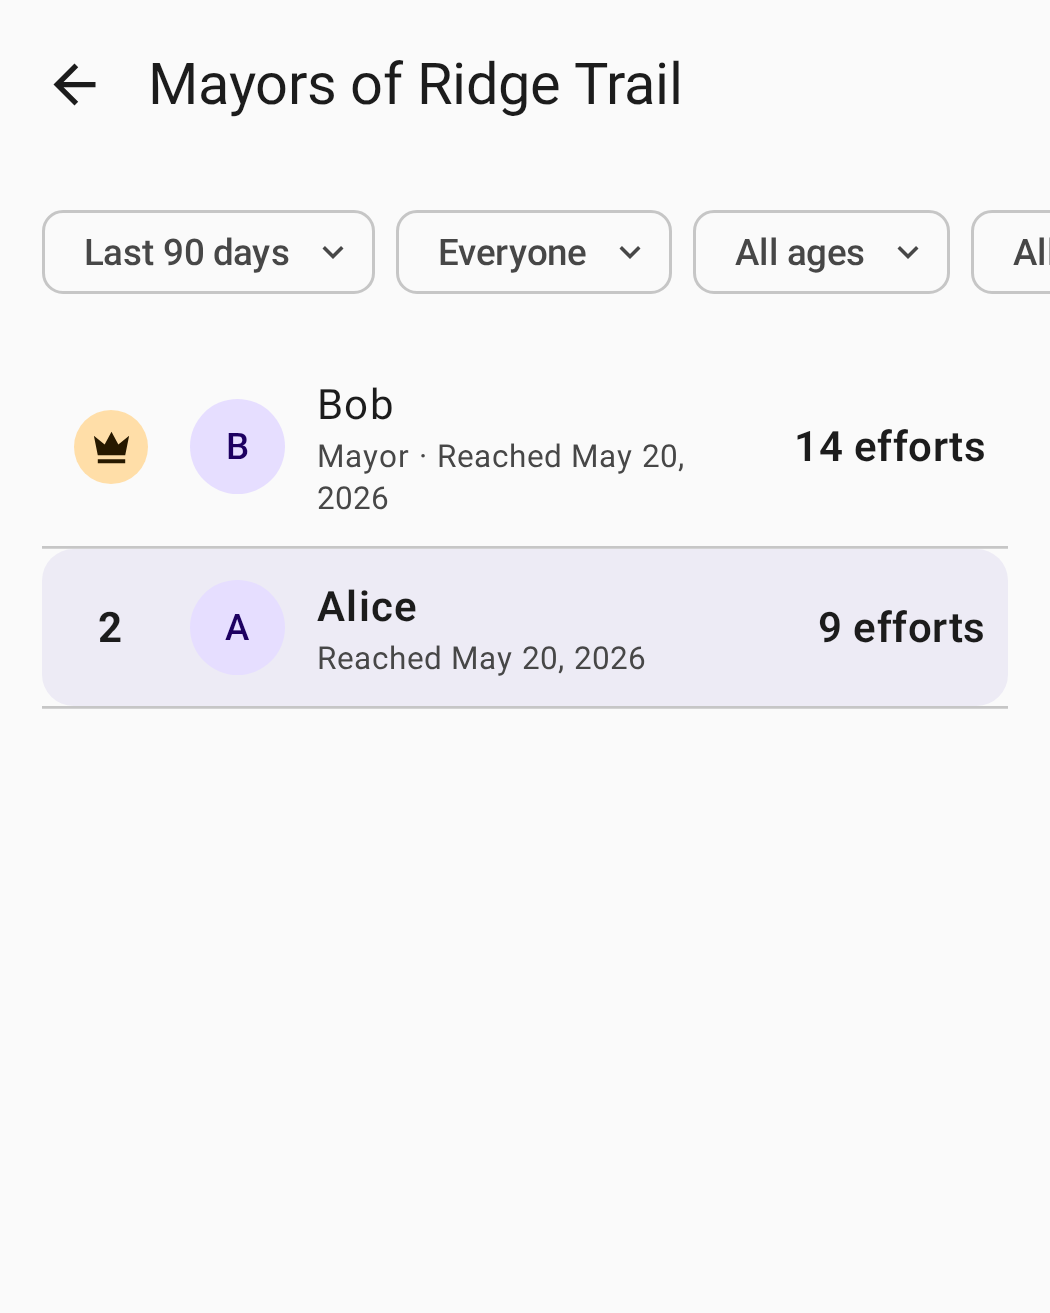 Mayors of Ridge Trail
Last 90 days
Everyone
All ages
All
B
Bob
Mayor · Reached May 20,
2026
14 efforts
2
A
Alice
Reached May 20, 2026
9 efforts